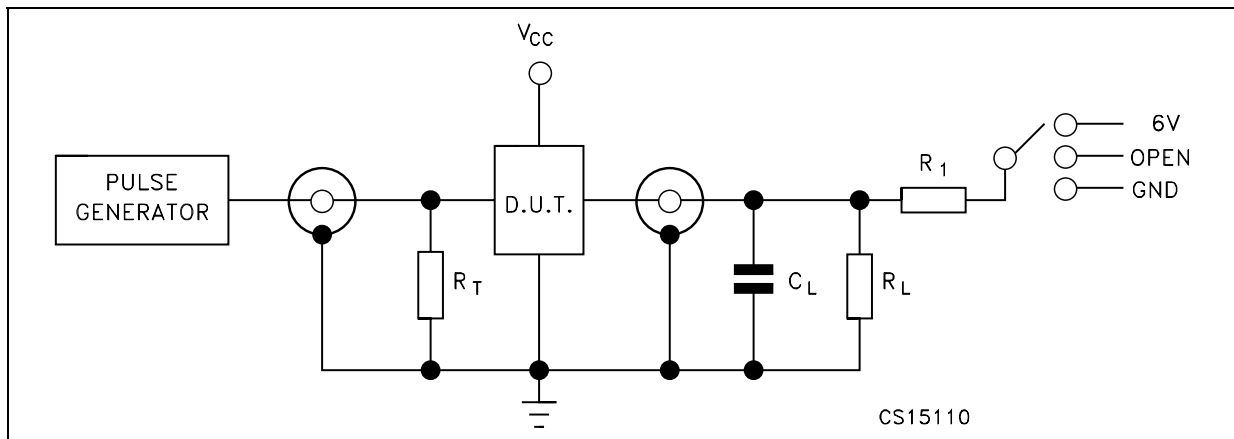 VCC
PULSE
GENERATOR
D.U.T.
RT
CL
RL
R1
6V
OPEN
GND
CS15110